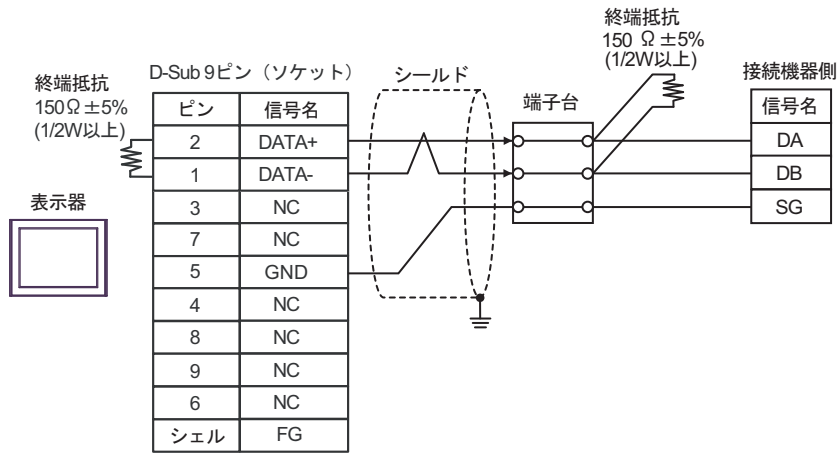 終端抵抗
150 Ω ±5%
(1/2W以上)
D-Sub 9ピン（ソケット）
シールド
接続機器側
終端抵抗
150Ω±5%
(1/2W以上)
端子台
ピン 信号名
信号名
2 DATA+
DA
1 DATA-
DB
表示器
3 NC
SG
7 NC
5 GND
4 NC
8 NC
9 NC
6 NC
シェル FG